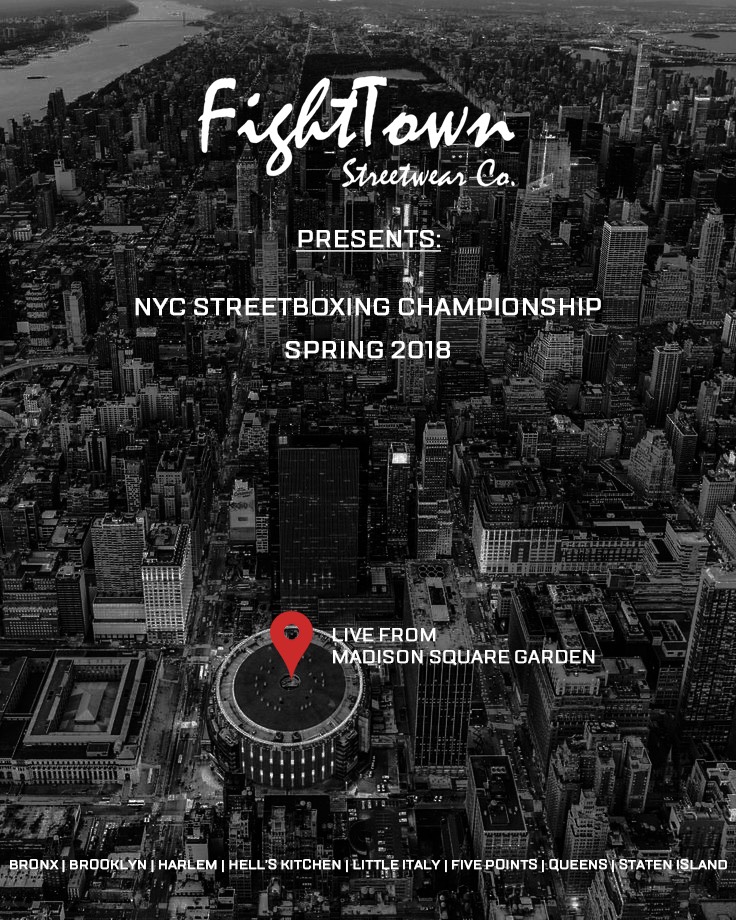 FightTown
Streetwear Co.
PRESENTS:
NYC STREETBOXING CHAMPIONSHIP
SPRING 2018
LIVE FROM
MADISON SQUARE GARDEN
BRONX | BROOKLYN | HARLEM | HELL'S KITCHEN | LITTLE ITALY | FIVE POINTS | QUEENS | STATEN ISLAND